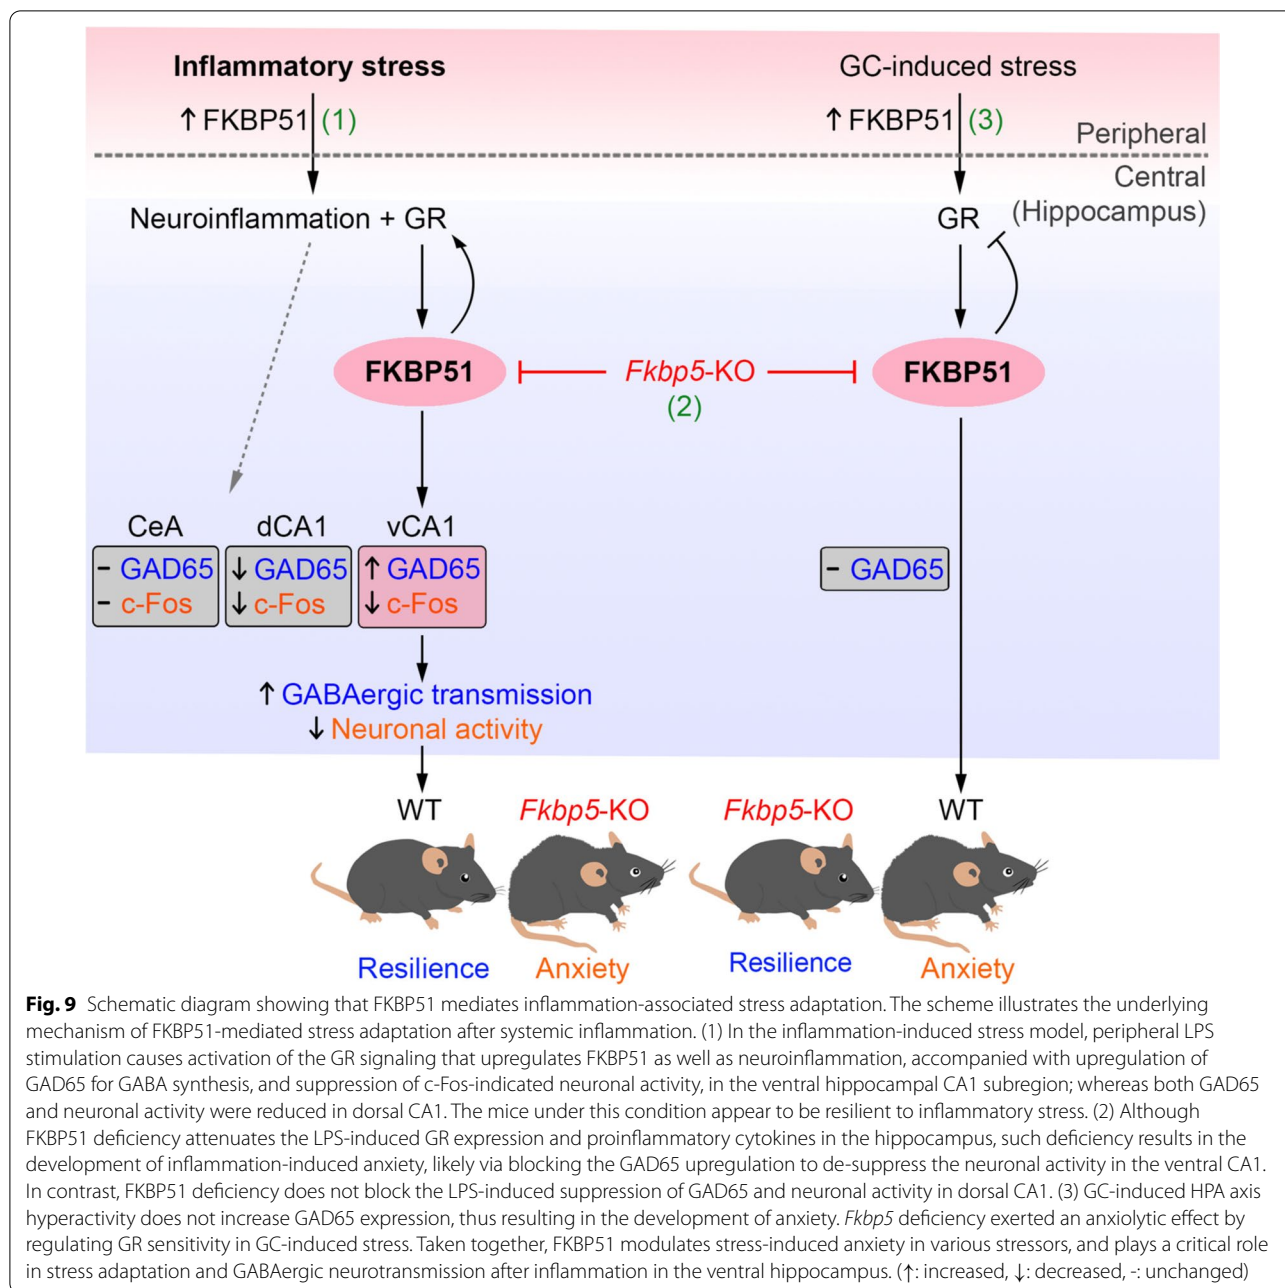 Inflammatory stress
GC-induced stress
↑ FKBP51 (1)
↑ FKBP51 (3)
Peripheral
Central
(Hippocampus)
Neuroinflammation + GR
GR
FKBP51
Fkbp5-KO
(2)
FKBP51
CeA
dCA1
vCA1
- GAD65
↓ GAD65
↑ GAD65
- GAD65
- c-Fos
↓ c-Fos
↓ c-Fos
↑ GABAergic transmission
↓ Neuronal activity
WT
Fkbp5-KO
Fkbp5-KO
WT
Resilience
Anxiety
Resilience
Anxiety
Fig. 9 Schematic diagram showing that FKBP51 mediates inflammation-associated stress adaptation. The scheme illustrates the underlying
mechanism of FKBP51-mediated stress adaptation after systemic inflammation. (1) In the inflammation-induced stress model, peripheral LPS
stimulation causes activation of the GR signaling that upregulates FKBP51 as well as neuroinflammation, accompanied with upregulation of
GAD65 for GABA synthesis, and suppression of c-Fos-indicated neuronal activity, in the ventral hippocampal CA1 subregion; whereas both GAD65
and neuronal activity were reduced in dorsal CA1. The mice under this condition appear to be resilient to inflammatory stress. (2) Although
FKBP51 deficiency attenuates the LPS-induced GR expression and proinflammatory cytokines in the hippocampus, such deficiency results in the
development of inflammation-induced anxiety, likely via blocking the GAD65 upregulation to de-suppress the neuronal activity in the ventral CA1.
In contrast, FKBP51 deficiency does not block the LPS-induced suppression of GAD65 and neuronal activity in dorsal CA1. (3) GC-induced HPA axis
hyperactivity does not increase GAD65 expression, thus resulting in the development of anxiety. Fkbp5 deficiency exerted an anxiolytic effect by
regulating GR sensitivity in GC-induced stress. Taken together, FKBP51 modulates stress-induced anxiety in various stressors, and plays a critical role
in stress adaptation and GABAergic neurotransmission after inflammation in the ventral hippocampus. (↑: increased, ↓: decreased, -: unchanged)